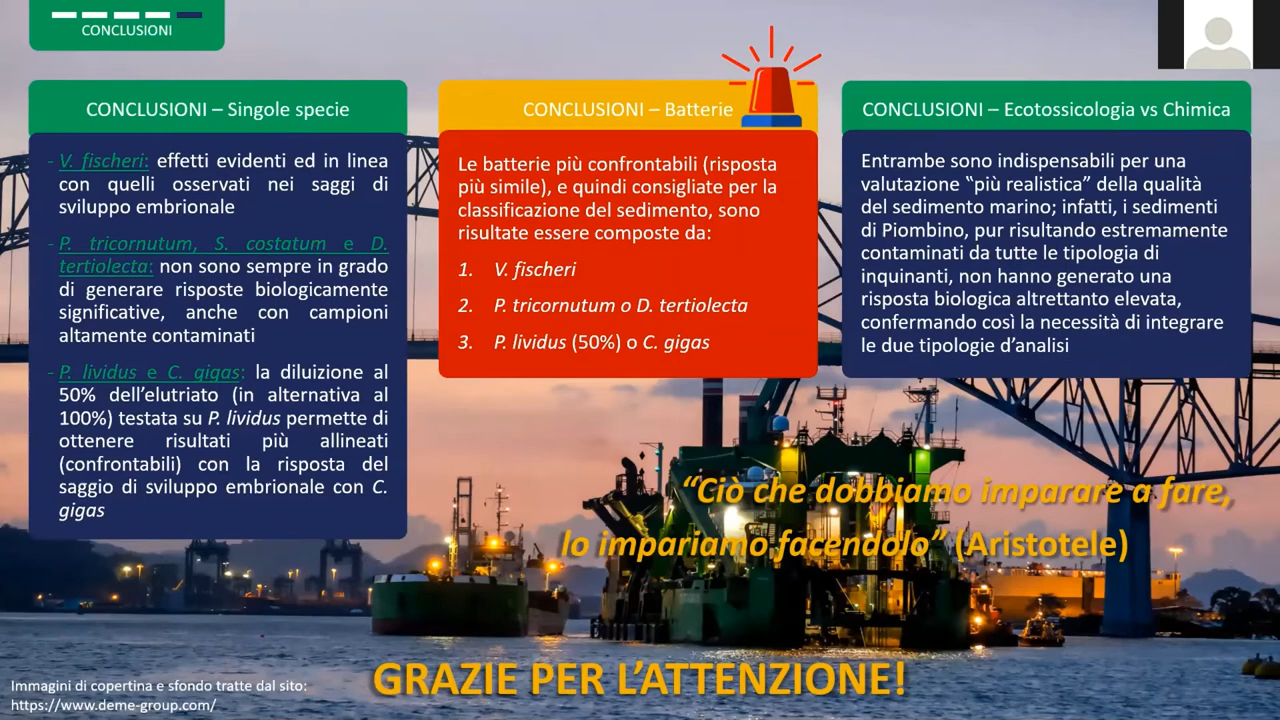 CONCLUSIONI
CONCLUSIONI – Singole specie
- V. fischeri: effetti evidenti ed in linea
con quelli osservati nei saggi di
sviluppo embrionale
- P. tricornutum, S. costatum e D.
tertiolecta: non sono sempre in grado
di generare risposte biologicamente
significative, anche con campioni
altamente contaminati
- P. lividus e C. gigas: la diluizione al
50% dell’elutriato (in alternativa al
100%) testata su P. lividus permette di
ottenere risultati più allineati
(confrontabili) con la risposta del
saggio di sviluppo embrionale con C.
gigas
CONCLUSIONI – Batterie
Le batterie più confrontabili (risposta
più simile), e quindi consigliate per la
classificazione del sedimento, sono
risultate essere composte da:
1. V. fischeri
2. P. tricornutum o D. tertiolecta
3. P. lividus (50%) o C. gigas
CONCLUSIONI – Ecotossicologia vs Chimica
Entrambe sono indispensabili per una
valutazione “più realistica” della qualità
del sedimento marino; infatti, i sedimenti
di Piombino, pur risultando estremamente
contaminati da tutte le tipologia di
inquinanti, non hanno generato una
risposta biologica altrettanto elevata,
confermando così la necessità di integrare
le due tipologie d’analisi
“Ciò che dobbiamo imparare a fare,
lo impariamo facendolo” (Aristotele)
GRAZIE PER L’ATTENZIONE!
Immagini di copertina e sfondo tratte dal sito:
https://www.deme-group.com/